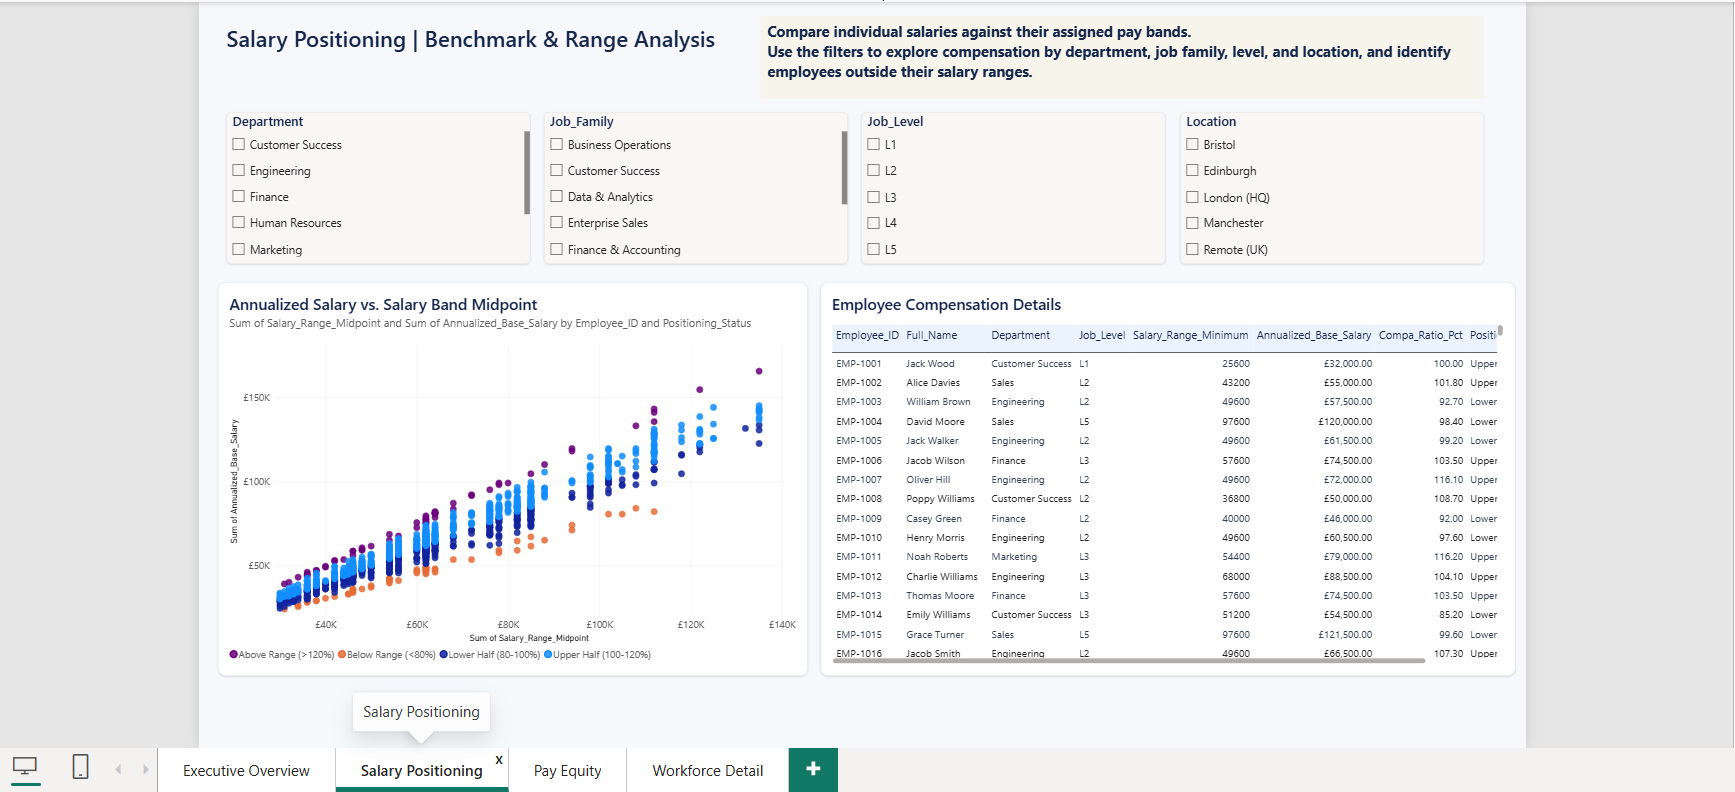 Salary Positioning | Benchmark & Range Analysis
Compare individual salaries against their assigned pay bands.
Use the filters to explore compensation by department, job family, level, and location, and identify
employees outside their salary ranges.
Department
Customer Success
Engineering
Finance
Human Resources
Marketing
Job_Family
Business Operations
Customer Success
Data & Analytics
Enterprise Sales
Finance & Accounting
Job_Level
L1
L2
L3
L4
L5
Location
Bristol
Edinburgh
London (HQ)
Manchester
Remote (UK)
Annualized Salary vs. Salary Band Midpoint
Sum of Salary_Range_Midpoint and Sum of Annualized_Base_Salary by Employee_ID and Positioning_Status
Sum of Annualized_Base_Salary
£150K
£100K
£50K
£40K £60K £80K £100K £120K £140K
Sum of Salary_Range_Midpoint
Above Range (>120%) Below Range (<80%) Lower Half (80-100%) Upper Half (100-120%)
Employee Compensation Details
Employee_ID Full_Name Department Job_Level Salary_Range_Minimum Annualized_Base_Salary Compa_Ratio_Pct Positi
EMP-1001 Jack Wood Customer Success L1 25600 £32,000.00 100.00 Upper
EMP-1002 Alice Davies Sales L2 43200 £55,000.00 101.80 Upper
EMP-1003 William Brown Engineering L2 49600 £57,500.00 92.70 Lower
EMP-1004 David Moore Sales L5 97600 £120,000.00 98.40 Lower
EMP-1005 Jack Walker Engineering L2 49600 £61,500.00 99.20 Lower
EMP-1006 Jacob Wilson Finance L3 57600 £74,500.00 103.50 Upper
EMP-1007 Oliver Hill Engineering L2 49600 £72,000.00 116.10 Upper
EMP-1008 Poppy Williams Customer Success L2 36800 £50,000.00 108.70 Upper
EMP-1009 Casey Green Finance L2 40000 £46,000.00 92.00 Lower
EMP-1010 Henry Morris Engineering L2 49600 £60,500.00 97.60 Lower
EMP-1011 Noah Roberts Marketing L3 54400 £79,000.00 116.20 Upper
EMP-1012 Charlie Williams Engineering L3 68000 £88,500.00 104.10 Upper
EMP-1013 Thomas Moore Finance L3 57600 £74,500.00 103.50 Upper
EMP-1014 Emily Williams Customer Success L3 51200 £54,500.00 85.20 Lower
EMP-1015 Grace Turner Sales L5 97600 £121,500.00 99.60 Lower
EMP-1016 Jacob Smith Engineering L2 49600 £66,500.00 107.30 Upper
Salary Positioning
Executive Overview
Salary Positioning
x
Pay Equity
Workforce Detail
+